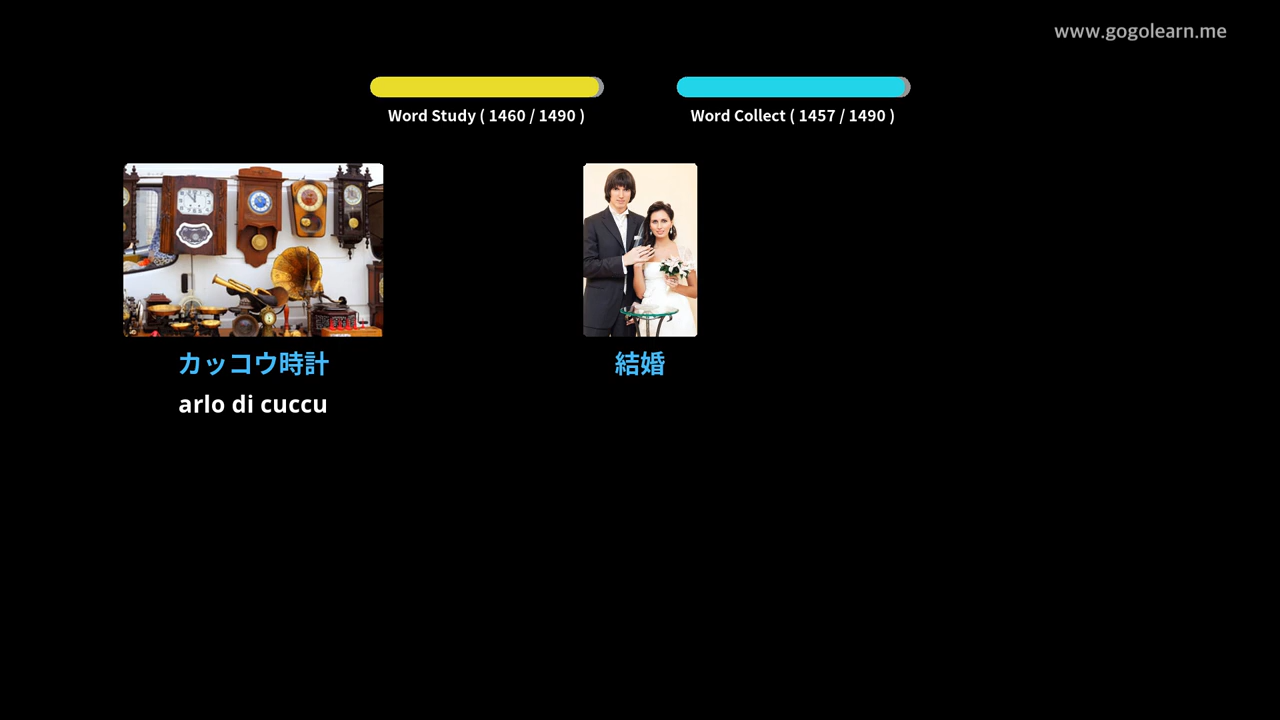 www.gogolearn.me
Word Study ( 1460 / 1490 )
Word Collect ( 1457 / 1490 )
カッコウ時計
結婚
arlo di cuccu